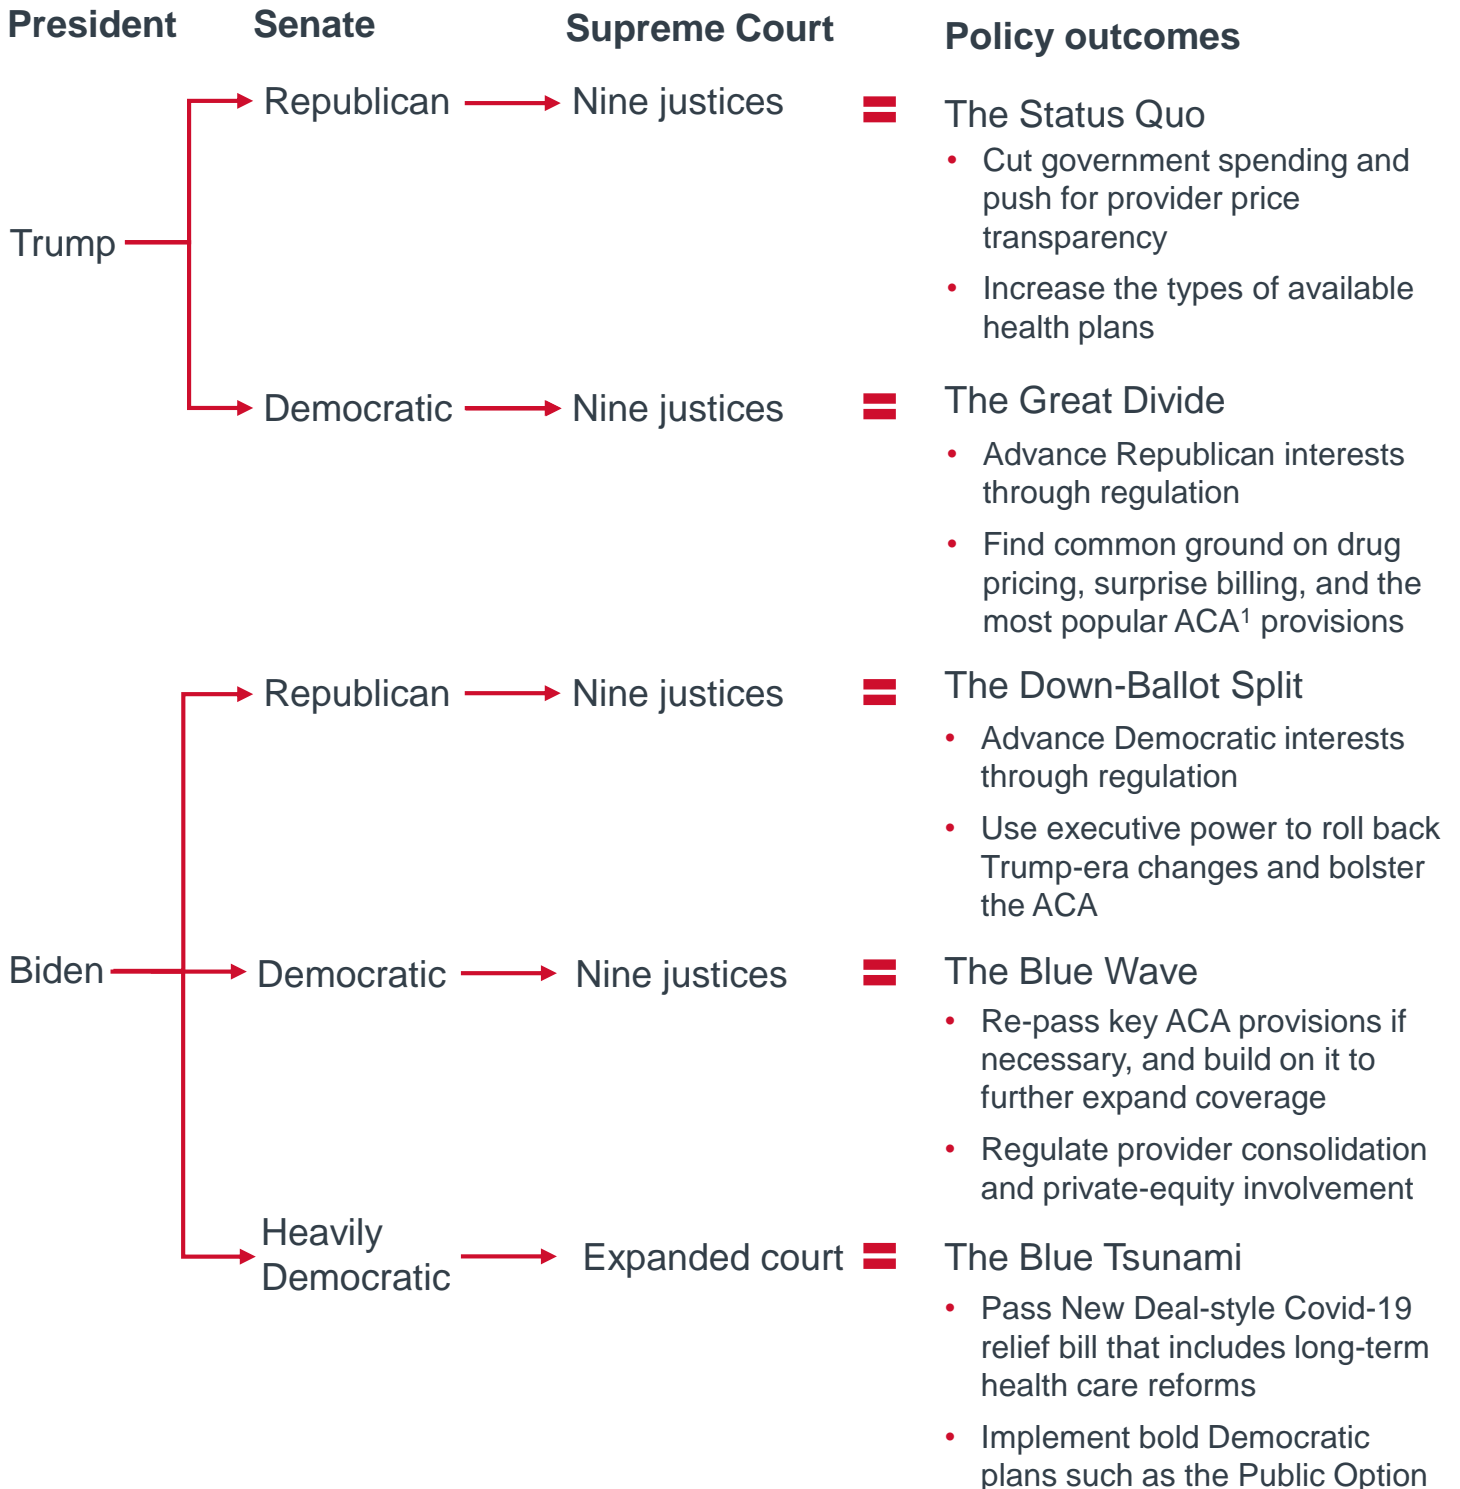 President Senate Supreme Court Policy outcomes
Republican Nine justices = The Status Quo
• Cut government spending and
push for provider price
transparency
Trump
• Increase the types of available
health plans
Democratic Nine justices = The Great Divide
• Advance Republican interests
through regulation
• Find common ground on drug
pricing, surprise billing, and the
most popular ACA¹ provisions
Republican Nine justices = The Down-Ballot Split
• Advance Democratic interests
through regulation
• Use executive power to roll back
Trump-era changes and bolster
the ACA
Biden Democratic Nine justices = The Blue Wave
• Re-pass key ACA provisions if
necessary, and build on it to
further expand coverage
• Regulate provider consolidation
and private-equity involvement
Heavily
Democratic
Expanded court = The Blue Tsunami
• Pass New Deal-style Covid-19
relief bill that includes long-term
health care reforms
• Implement bold Democratic
plans such as the Public Option